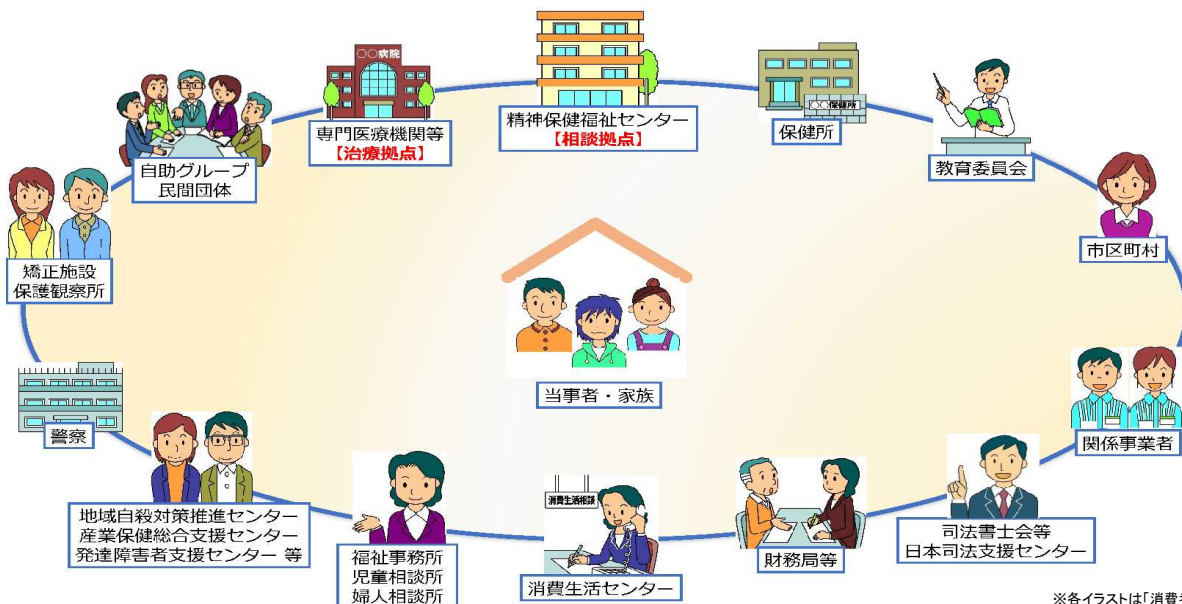 〇〇病院
専門医療機関等
【治療拠点】
精神保健福祉センター
【相談拠点】
〇〇保健所
保健所
教育委員会
自助グループ
民間団体
市区町村
矯正施設
保護観察所
当事者・家族
警察
関係事業者
地域自殺対策推進センター
産業保健総合支援センター
発達障害者支援センター 等
福祉事務所
児童相談所
婦人相談所
消費生活相談
消費生活センター
財務局等
司法書士会等
日本司法支援センター
※各イラストは「消費者